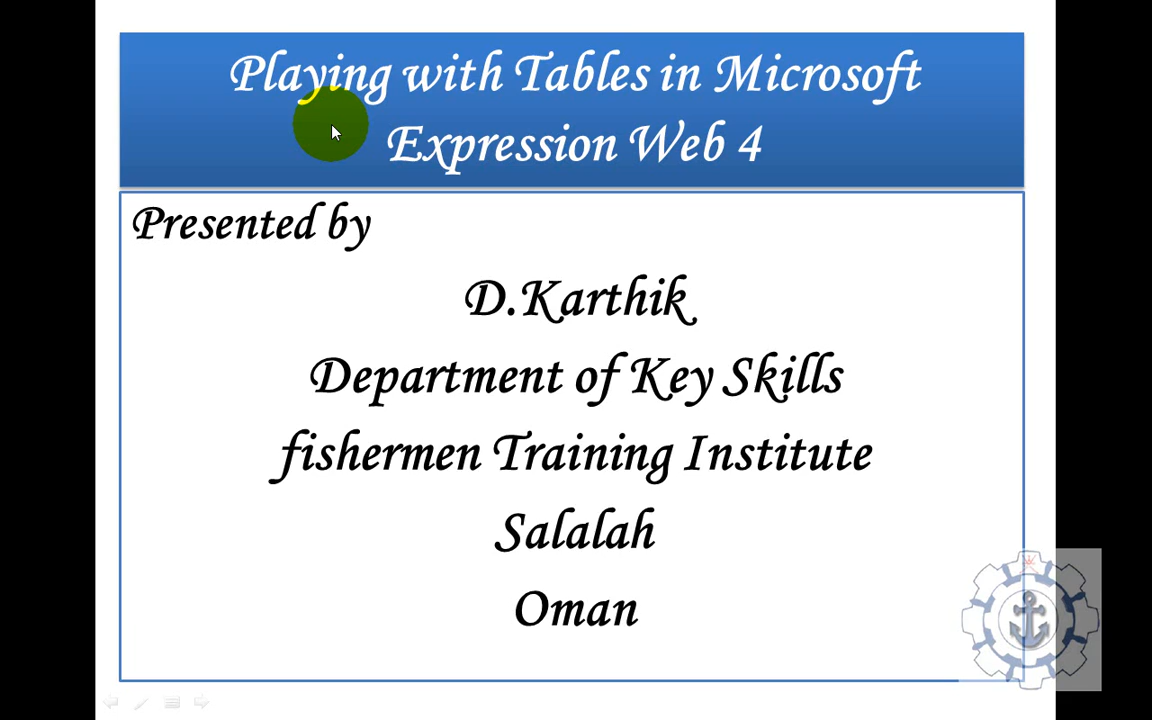 Playing with Tables in Microsoft
Expression Web 4
Presented by
D.Karthik
Department of Key Skills
fishermen Training Institute
Salalah
Oman